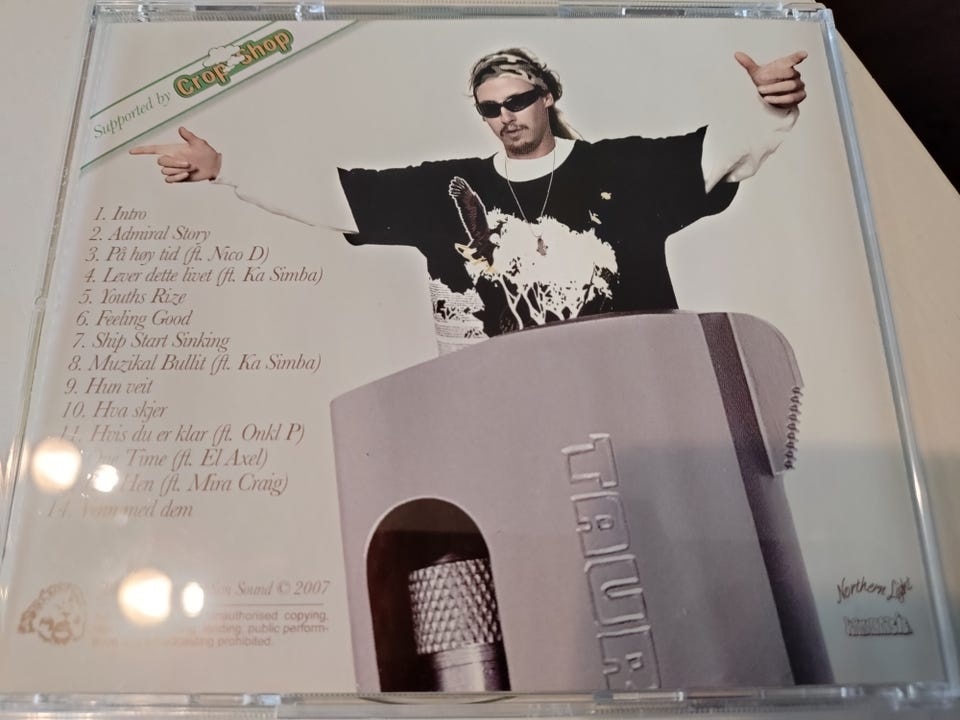 Supported by Crop Shop
1. Intro
2. Admiral Story
3. På høy tid (ft. Nico D)
4. Lever dette livet (ft. Ka Simba)
5. Youths Rize
6. Feeling Good
7. Ship Start Sinking
8. Muzikal Bullit (ft. Ka Simba)
9. Hun veit
10. Hva skjer
11. Hvis du er klar (ft. Onkl P)
Time (ft. El Axel)
Hen (ft. Mira Craig)
14. med dem
Sound © 2007
unauthorised copying,
public perform-
prohibited.
Northern